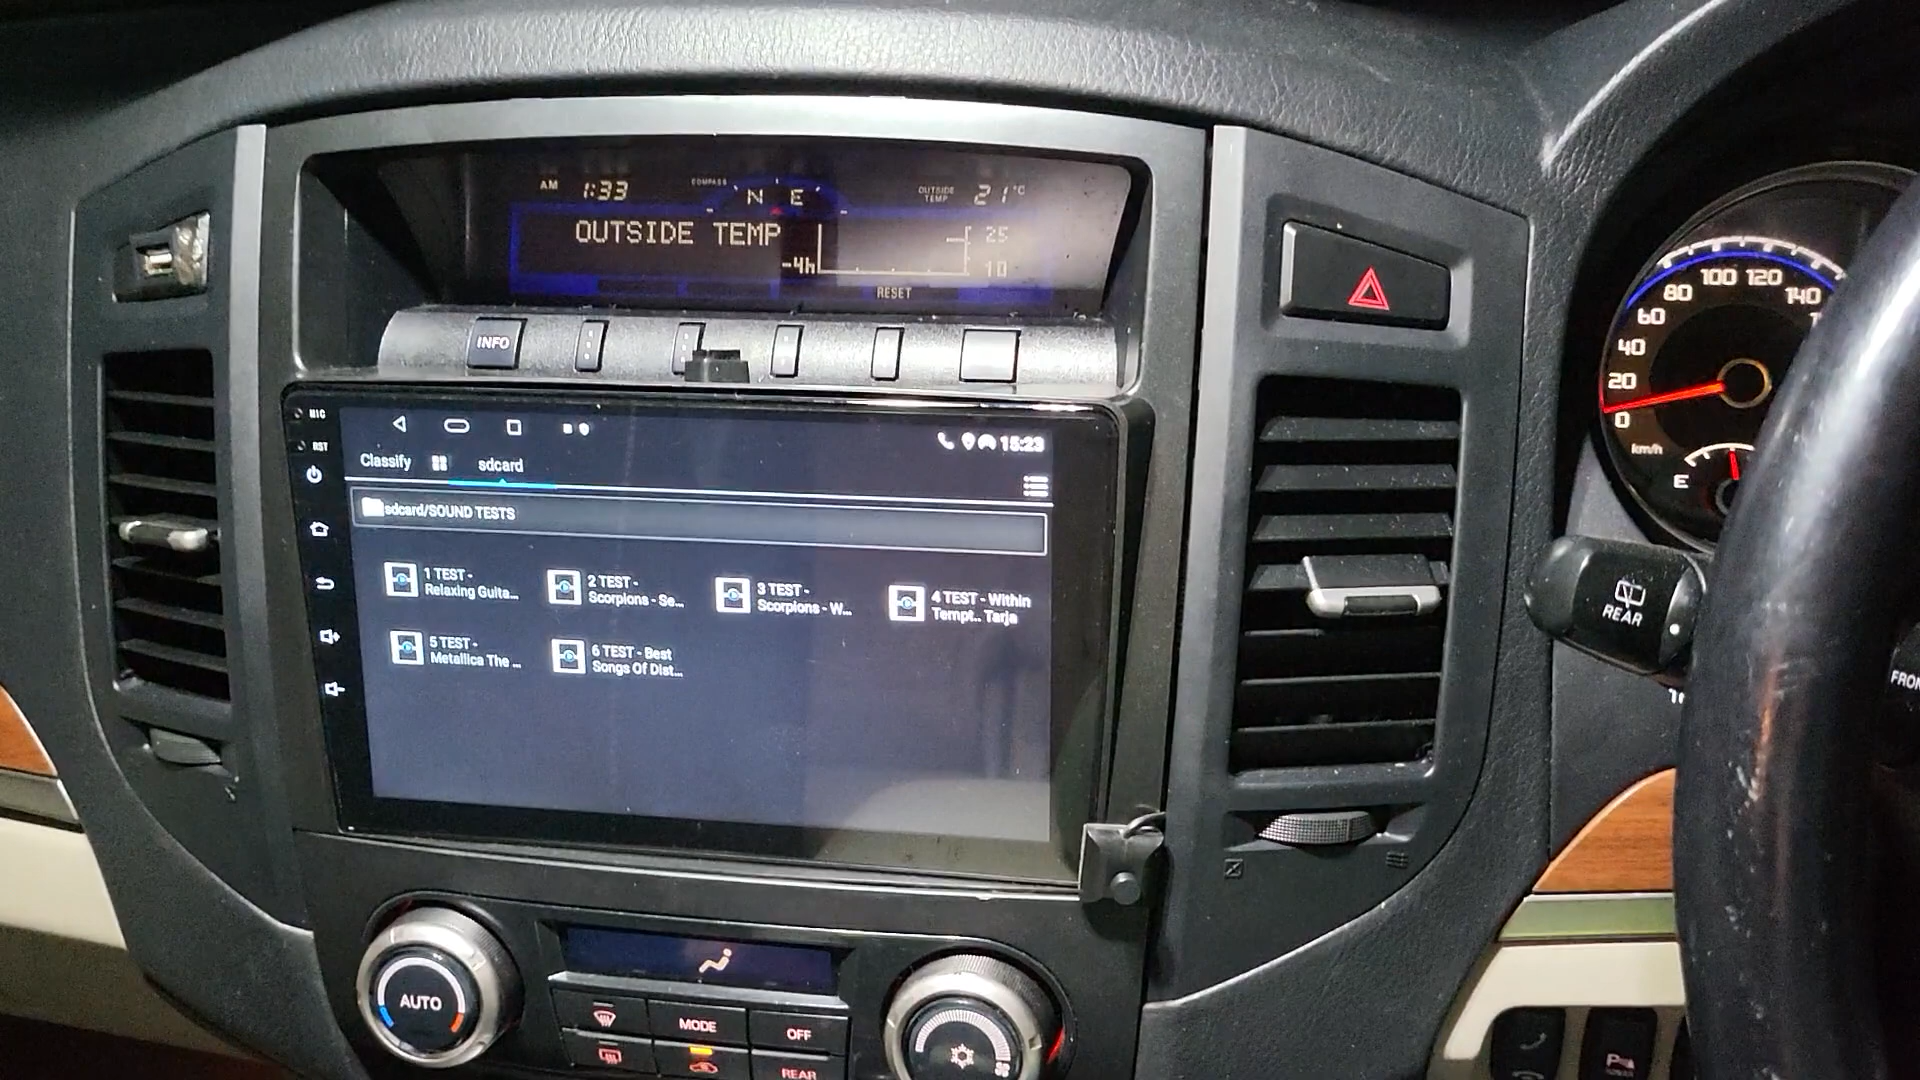 AM 1:33
COMPASS
N E
OUTSIDE TEMP 21°C
OUTSIDE TEMP
25
-4h
10
RESET
INFO
MIC
RST
15:23
Classify
sdcard
sdcard/SOUND TESTS
1 TEST -
Relaxing Guita...
2 TEST -
Scorpions - Se...
3 TEST -
Scorpions - W...
4 TEST - Within
Tempt.. Tarja
5 TEST -
Metallica The ...
6 TEST - Best
Songs Of Dist...
AUTO
MODE
OFF
REAR
0
20
40
60
80
100
120
140
km/h
E
REAR